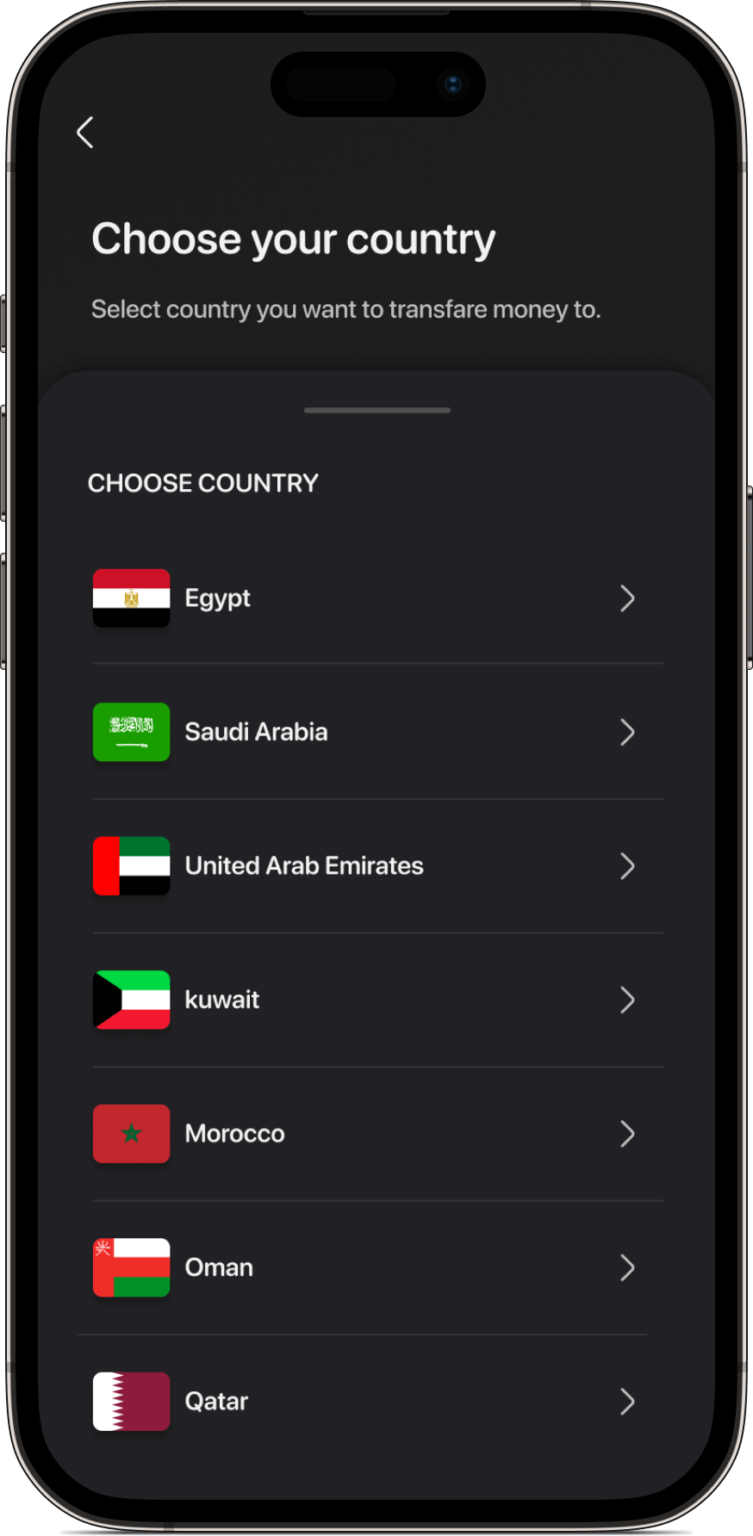 Choose your country
Select country you want to transfare money to.
CHOOSE COUNTRY
Egypt
Saudi Arabia
United Arab Emirates
kuwait
Morocco
Oman
Qatar